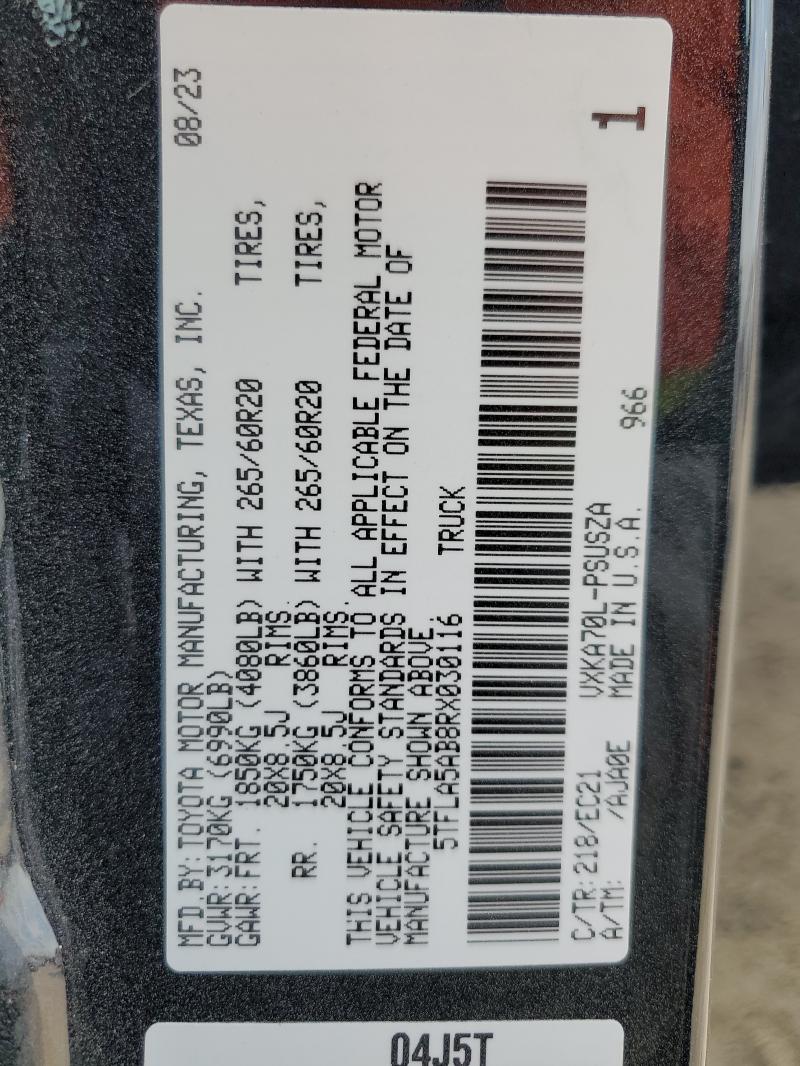 MFD.BY:TOYOTA MOTOR MANUFACTURING, TEXAS, INC. 08/23
GVWR:3170KG (6990LB)
GAWR:FRT. 1850KG (4080LB) WITH 265/60R20 TIRES,
20X8.5J RIMS.
RR. 1750KG (3860LB) WITH 265/60R20 TIRES,
20X8.5J RIMS.
THIS VEHICLE CONFORMS TO ALL APPLICABLE FEDERAL MOTOR
VEHICLE SAFETY STANDARDS IN EFFECT ON THE DATE OF
MANUFACTURE SHOWN ABOVE.
5TFLA5AB8RX030116 TRUCK
C/TR:218/EC21 VXKA70L-PSUSZA
A/TM: /AJA0E MADE IN U.S.A. 966 1
04J5T